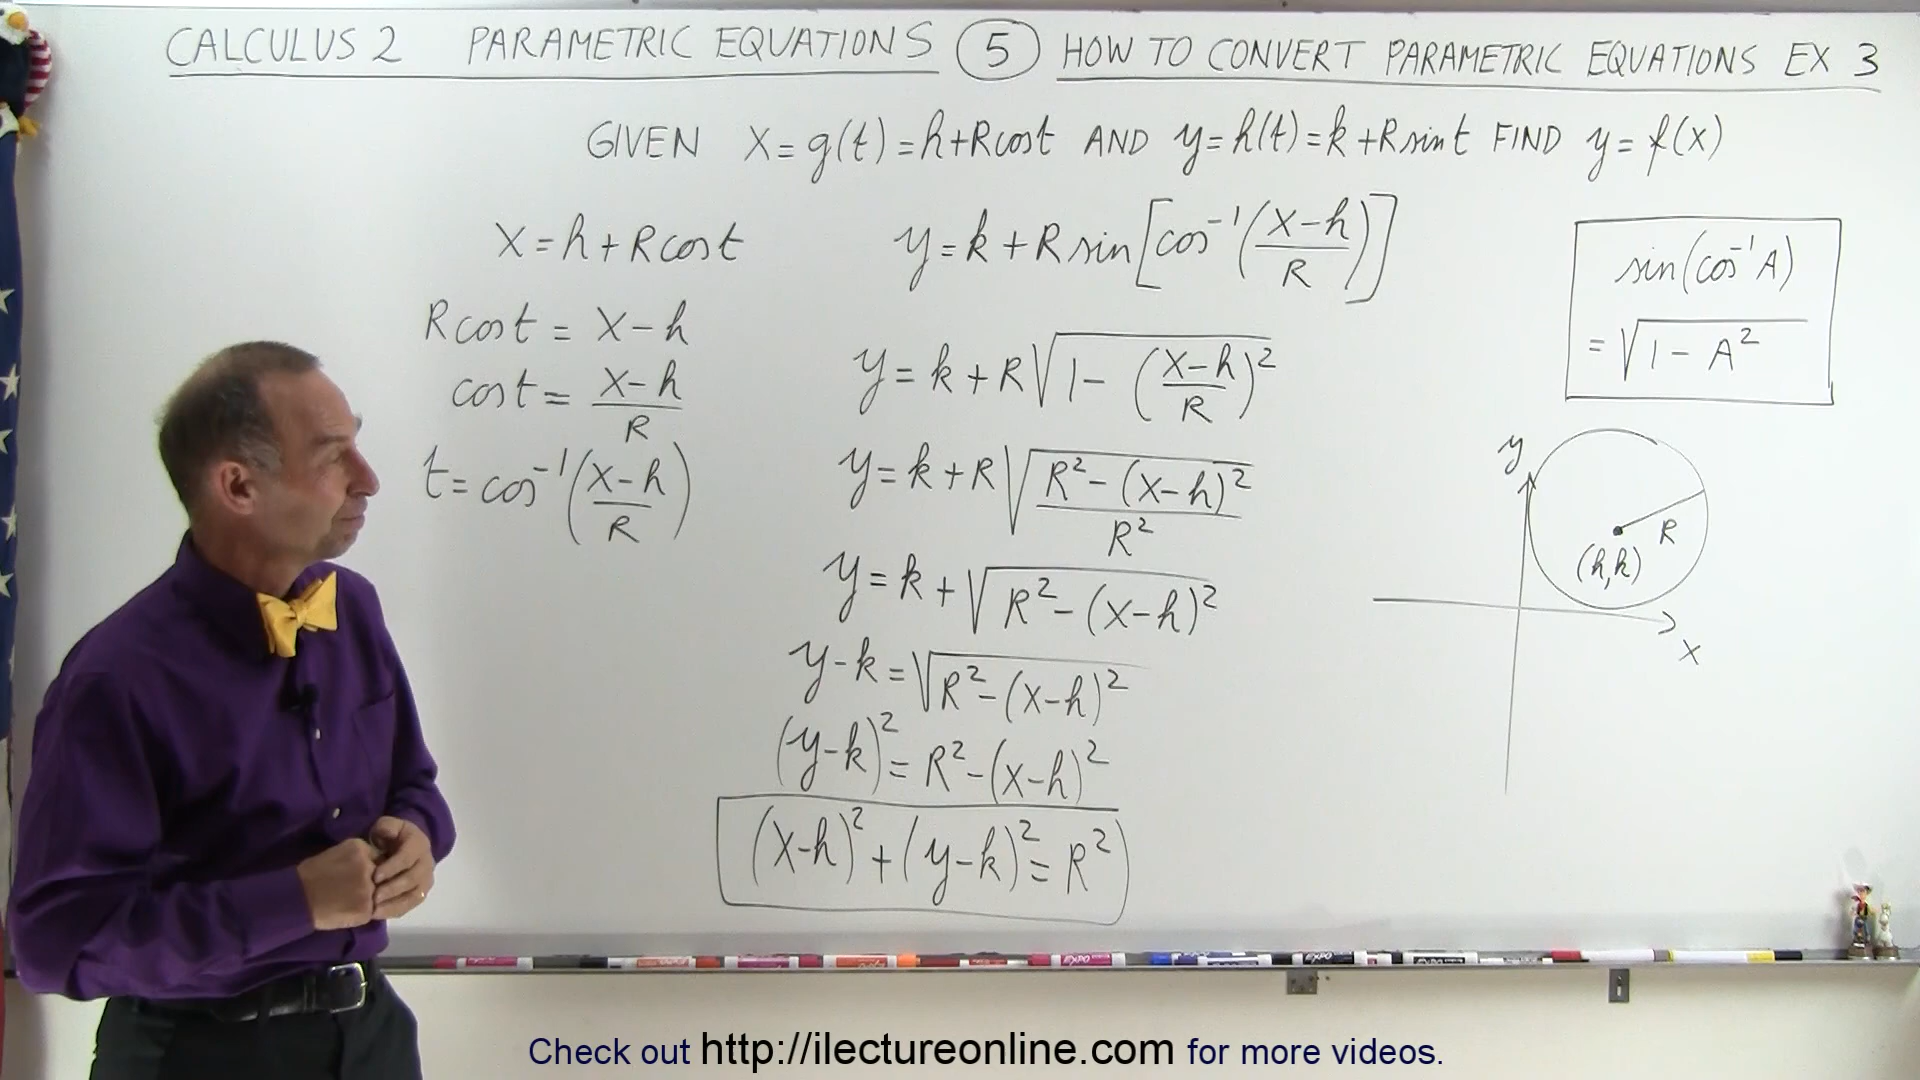 CALCULUS 2 PARAMETRIC EQUATIONS 5 HOW TO CONVERT PARAMETRIC EQUATIONS EX 3
GIVEN x = g(t) = h + R cos t AND y = h(t) = k + R sin t FIND y = f(x)
x = h + R cos t
R cos t = x - h
cos t = (x - h)/R
t = cos⁻¹((x - h)/R)
y = k + R sin[cos⁻¹((x - h)/R)]
y = k + R√(1 - ((x - h)/R)²)
y = k + R√((R² - (x - h)²)/R²)
y = k + √(R² - (x - h)²)
y - k = √(R² - (x - h)²)
(y - k)² = R² - (x - h)²
(x - h)² + (y - k)² = R²
sin(cos⁻¹ A)
= √(1 - A²)
y
R
(h, k)
x
EXPO
Check out http://ilectureonline.com for more videos.